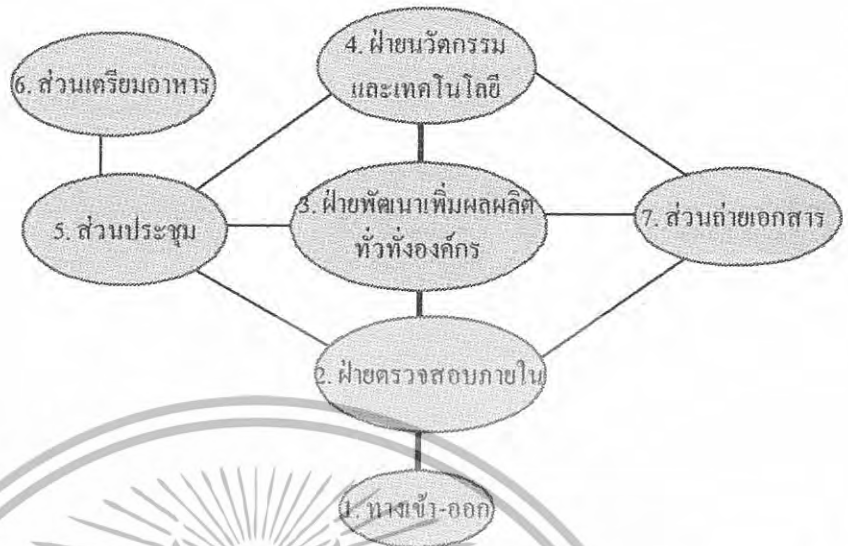 4. ฝ่ายนวัตกรรม
และเทคโนโลยี
6. ส่วนเตรียมอาหาร
3. ฝ่ายพัฒนาเพิ่มผลผลิต
ทั่วทั้งองค์กร
5. ส่วนประชุม
7. ส่วนถ่ายเอกสาร
2. ฝ่ายตรวจสอบภายใน
1. ทางเข้า-ออก